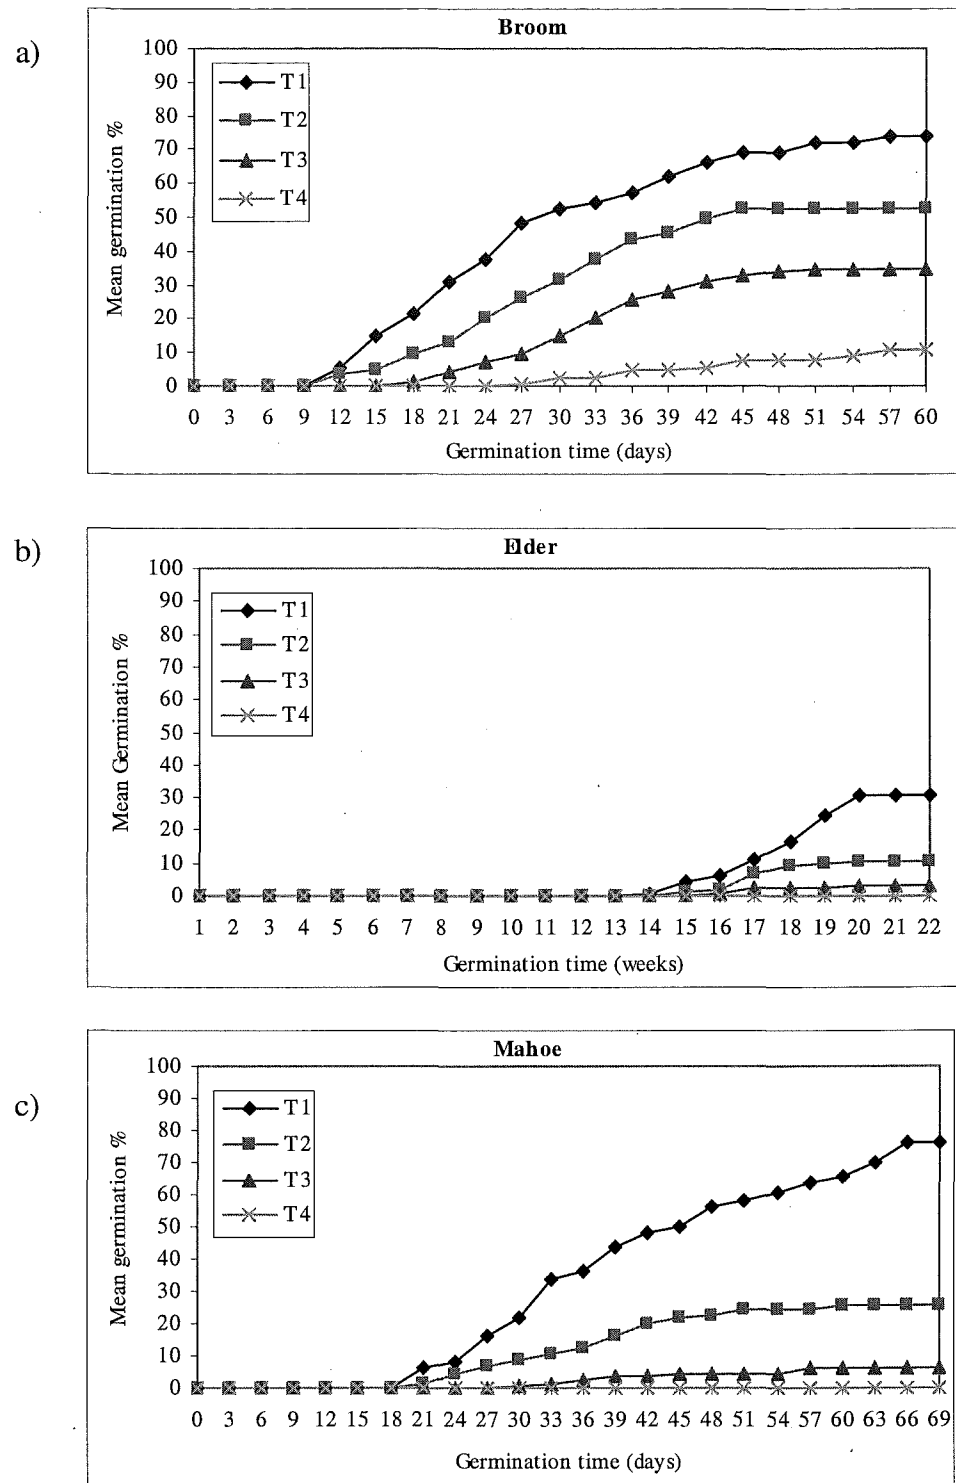 a)
Broom
Mean germination %
100
90
80
70
60
50
40
30
20
10
0
T1
T2
T3
T4
0 3 6 9 12 15 18 21 24 27 30 33 36 39 42 45 48 51 54 57 60
Germination time (days)
b)
Elder
Mean Germination %
100
90
80
70
60
50
40
30
20
10
0
T1
T2
T3
T4
1 2 3 4 5 6 7 8 9 10 11 12 13 14 15 16 17 18 19 20 21 22
Germination time (weeks)
c)
Mahoe
Mean germination %
100
90
80
70
60
50
40
30
20
10
0
T1
T2
T3
T4
0 3 6 9 12 15 18 21 24 27 30 33 36 39 42 45 48 51 54 57 60 63 66 69
Germination time (days)